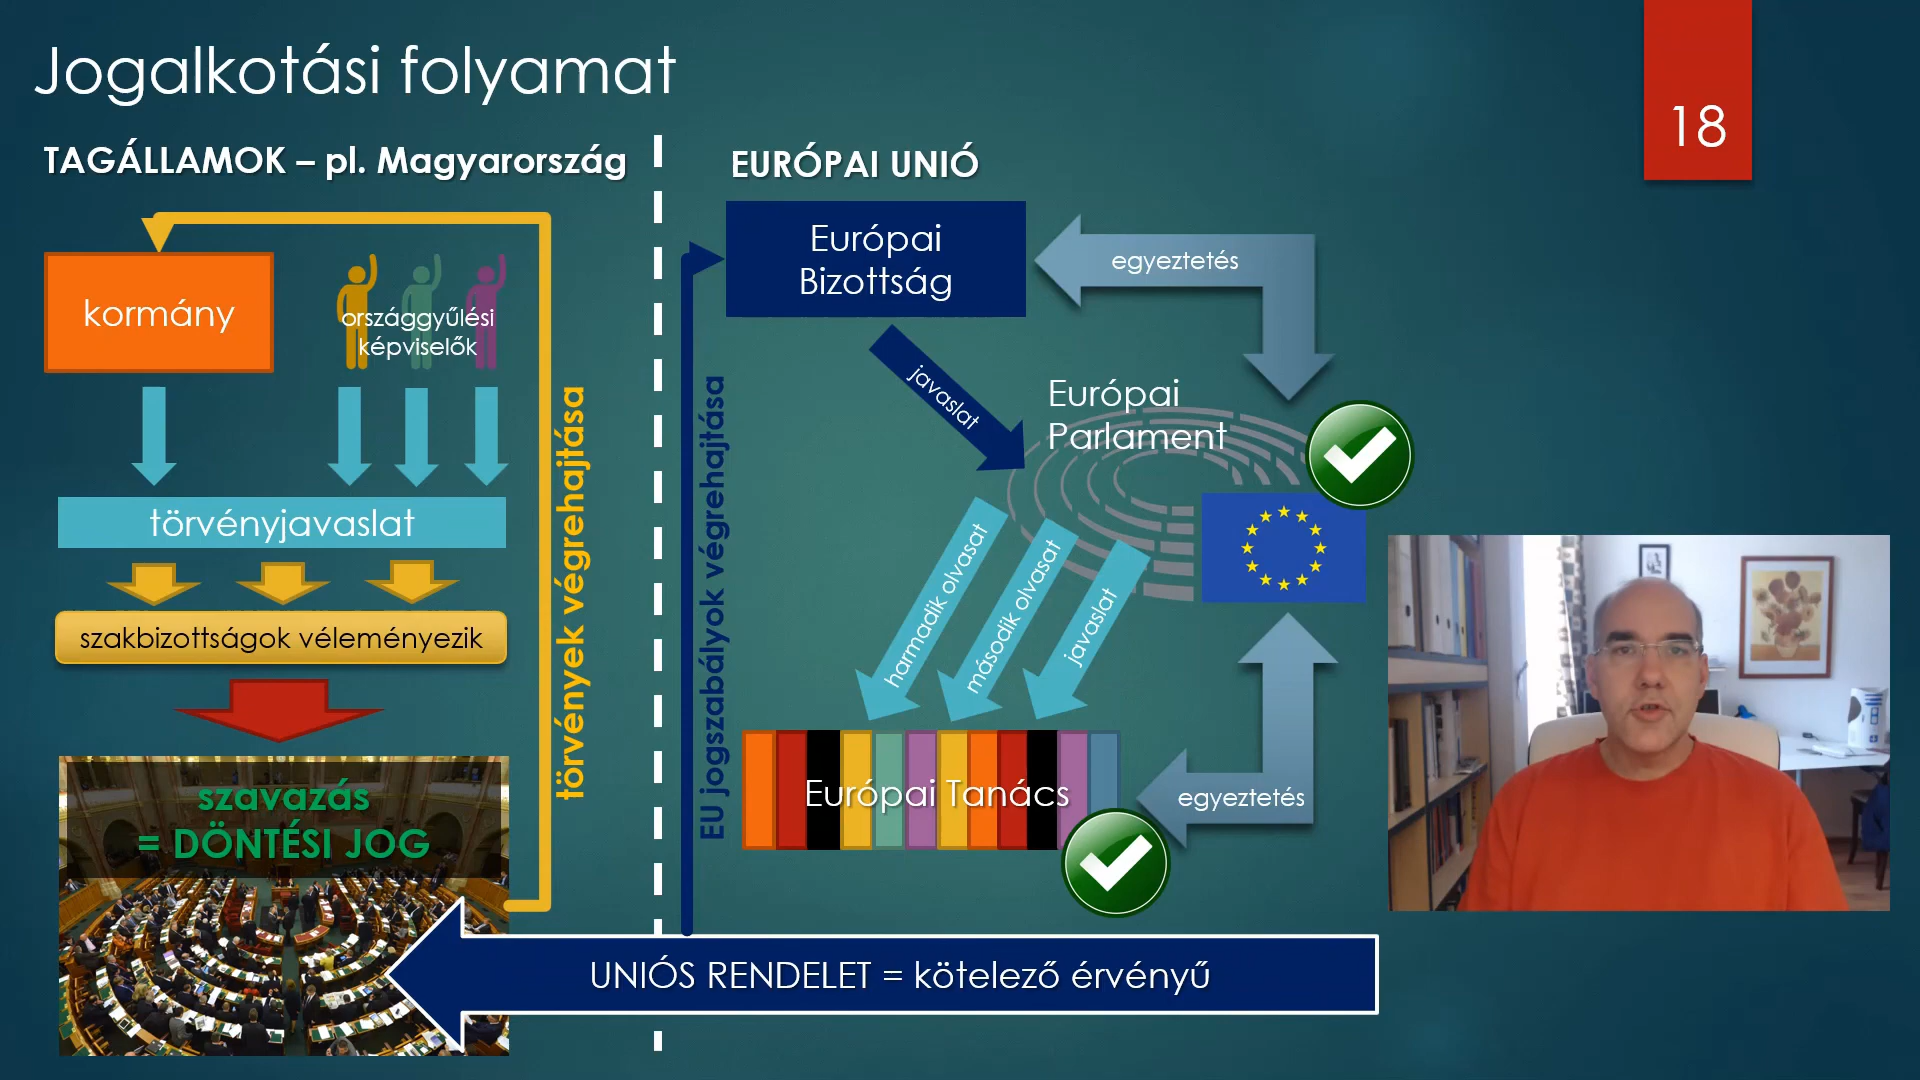 Jogalkotási folyamat
18
TAGÁLLAMOK – pl. Magyarország
kormány
országgyűlési
képviselők
törvényjavaslat
szakbizottságok véleményezik
szavazás
= DÖNTÉSI JOG
törvények végrehajtása
EURÓPAI UNIÓ
Európai
Bizottság
egyeztetés
javaslat
Európai
Parlament
EU jogszabályok végrehajtása
harmadik olvasat
második olvasat
javaslat
Európai Tanács
egyeztetés
UNIÓS RENDELET = kötelező érvényű